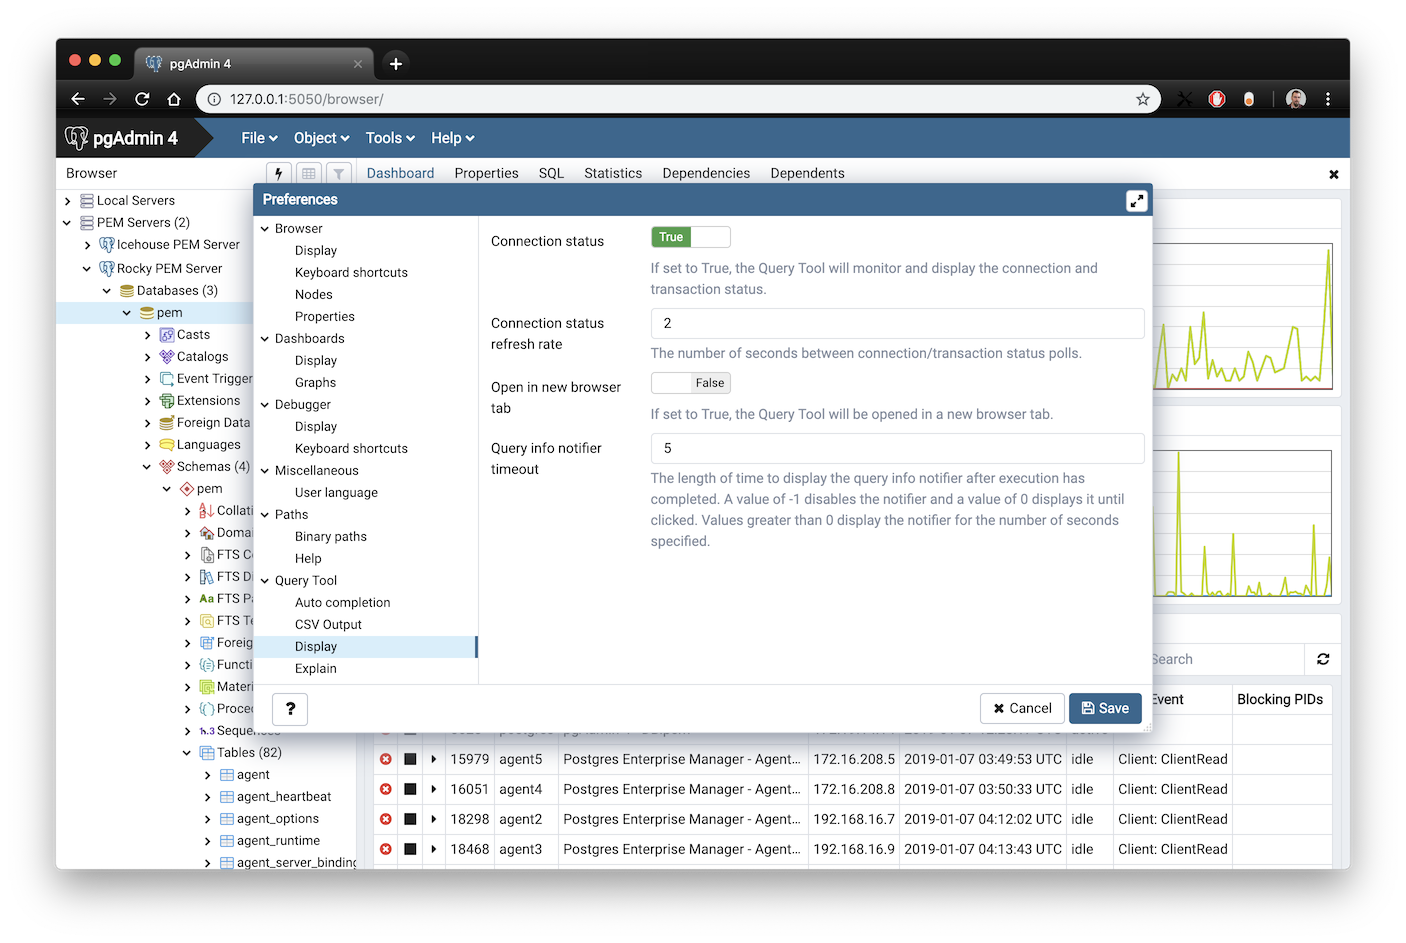 pgAdmin 4
127.0.0.1:5050/browser/
pgAdmin 4
File
Object
Tools
Help
Browser
Dashboard
Properties
SQL
Statistics
Dependencies
Dependents
Local Servers
PEM Servers (2)
Icehouse PEM Server
Rocky PEM Server
Databases (3)
pem
Casts
Catalogs
Event Trigger
Extensions
Foreign Data
Languages
Schemas (4)
pem
Collati
Doma
FTS C
FTS Di
Aa FTS Pa
FTS Te
Foreig
Functi
Materi
Proce
1..3 Sequences
Tables (82)
agent
agent_heartbeat
agent_options
agent_runtime
agent_server_binding
Preferences
Browser
Display
Keyboard shortcuts
Nodes
Properties
Dashboards
Display
Graphs
Debugger
Display
Keyboard shortcuts
Miscellaneous
User language
Paths
Binary paths
Help
Query Tool
Auto completion
CSV Output
Display
Explain
Connection status
True
If set to True, the Query Tool will monitor and display the connection and
transaction status.
Connection status
refresh rate
2
The number of seconds between connection/transaction status polls.
Open in new browser
tab
False
If set to True, the Query Tool will be opened in a new browser tab.
Query info notifier
timeout
5
The length of time to display the query info notifier after execution has
completed. A value of -1 disables the notifier and a value of 0 displays it until
clicked. Values greater than 0 display the notifier for the number of seconds
specified.
?
Cancel
Save
Search
Event
Blocking PIDs
15979 agent5 Postgres Enterprise Manager - Agent... 172.16.208.5 2019-01-07 03:49:53 UTC idle Client: ClientRead
16051 agent4 Postgres Enterprise Manager - Agent... 172.16.208.8 2019-01-07 03:50:33 UTC idle Client: ClientRead
18298 agent2 Postgres Enterprise Manager - Agent... 192.168.16.7 2019-01-07 04:12:02 UTC idle Client: ClientRead
18468 agent3 Postgres Enterprise Manager - Agent... 192.168.16.9 2019-01-07 04:13:43 UTC idle Client: ClientRead